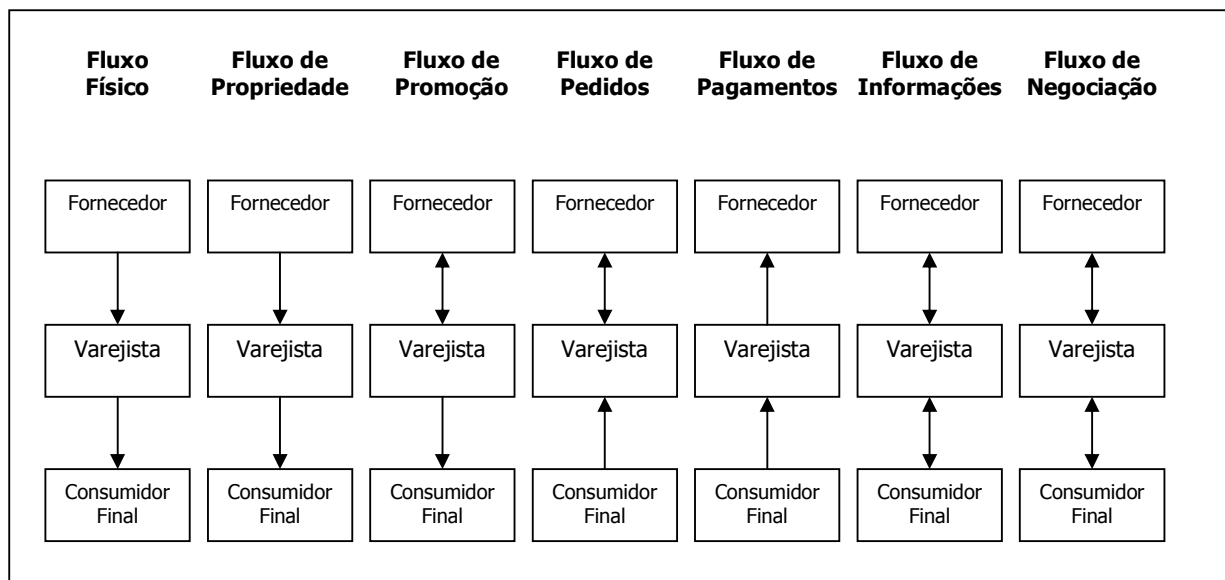 Fluxo Físico
Fluxo de Propriedade
Fluxo de Promoção
Fluxo de Pedidos
Fluxo de Pagamentos
Fluxo de Informações
Fluxo de Negociação
Fornecedor
Fornecedor
Fornecedor
Fornecedor
Fornecedor
Fornecedor
Fornecedor
Varejista
Varejista
Varejista
Varejista
Varejista
Varejista
Varejista
Consumidor Final
Consumidor Final
Consumidor Final
Consumidor Final
Consumidor Final
Consumidor Final
Consumidor Final